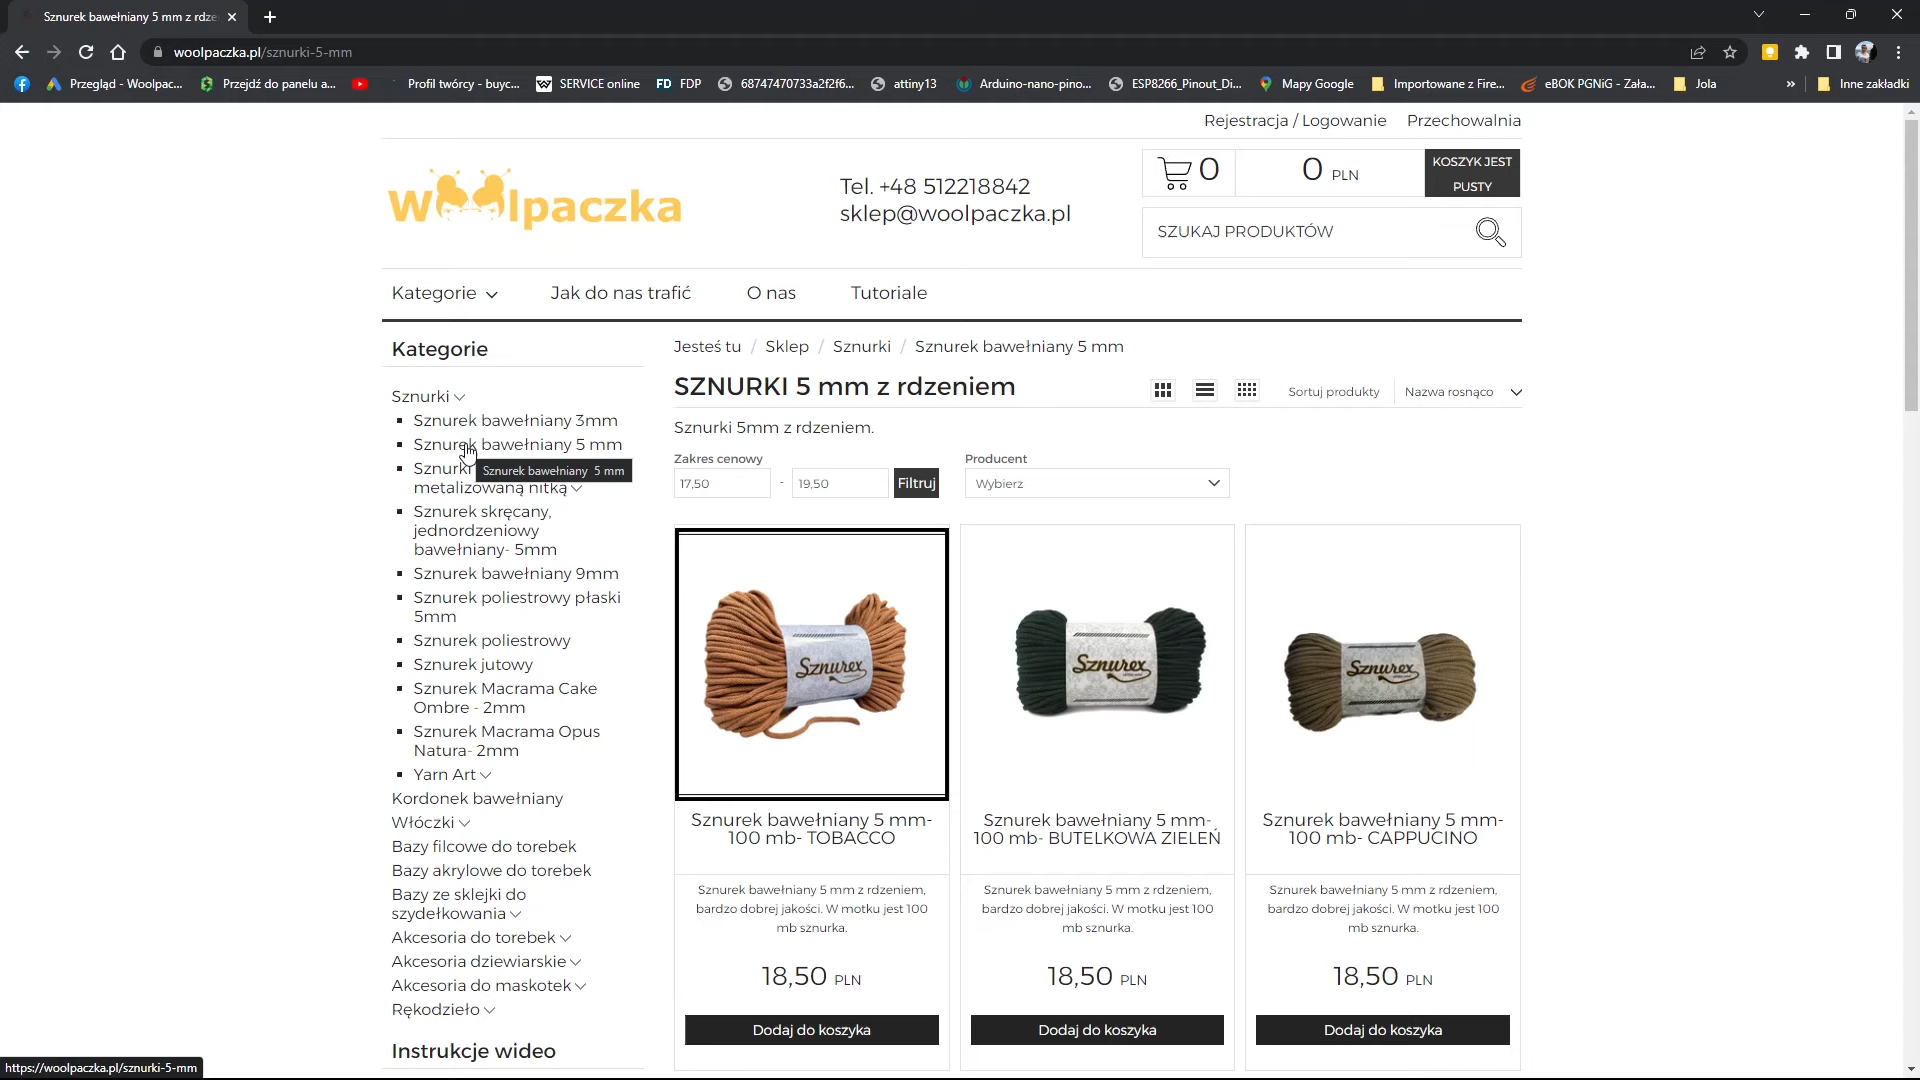 Sznurek bawełniany 5 mm z rdze
woolpaczka.pl/sznurki-5-mm
Przegląd - Woolpac...
Przejdź do panelu a...
Profil twórcy - buyc...
SERVICE online
FD FDP
68747470733a2f2f6...
attiny13
Arduino-nano-pino...
ESP8266_Pinout_Di...
Mapy Google
Importowane z Fire...
eBOK PGNiG - Zała...
Jola
»
Inne zakładki
Rejestracja / Logowanie
Przechowalnia
Woolpaczka
Tel. +48 512218842
sklep@woolpaczka.pl
0
0 PLN
KOSZYK JEST
PUSTY
SZUKAJ PRODUKTÓW
Kategorie
Jak do nas trafić
O nas
Tutoriale
Kategorie
Sznurki
Sznurek bawełniany 3mm
Sznurek bawełniany 5 mm
Sznurki
Sznurek bawełniany 5 mm
metalizowaną nitką
Sznurek skręcany,
jednordzeniowy
bawełniany- 5mm
Sznurek bawełniany 9mm
Sznurek poliestrowy płaski
5mm
Sznurek poliestrowy
Sznurek jutowy
Sznurek Macrama Cake
Ombre - 2mm
Sznurek Macrama Opus
Natura- 2mm
Yarn Art
Kordonek bawełniany
Włóczki
Bazy filcowe do torebek
Bazy akrylowe do torebek
Bazy ze sklejki do
szydełkowania
Akcesoria do torebek
Akcesoria dziewiarskie
Akcesoria do maskotek
Rękodzieło
Instrukcje wideo
Jesteś tu / Sklep / Sznurki / Sznurek bawełniany 5 mm
SZNURKI 5 mm z rdzeniem
Sortuj produkty
Nazwa rosnąco
Sznurki 5mm z rdzeniem.
Zakres cenowy
Producent
17,50 - 19,50
Filtruj
Wybierz
Sznurex
Sznurex
Sznurex
Sznurek bawełniany 5 mm-
100 mb- TOBACCO
Sznurek bawełniany 5 mm z rdzeniem,
bardzo dobrej jakości. W motku jest 100
mb sznurka.
18,50 PLN
Dodaj do koszyka
Sznurek bawełniany 5 mm-
100 mb- BUTELKOWA ZIELEŃ
Sznurek bawełniany 5 mm z rdzeniem,
bardzo dobrej jakości. W motku jest 100
mb sznurka.
18,50 PLN
Dodaj do koszyka
Sznurek bawełniany 5 mm-
100 mb- CAPPUCINO
Sznurek bawełniany 5 mm z rdzeniem,
bardzo dobrej jakości. W motku jest 100
mb sznurka.
18,50 PLN
Dodaj do koszyka
https://woolpaczka.pl/sznurki-5-mm